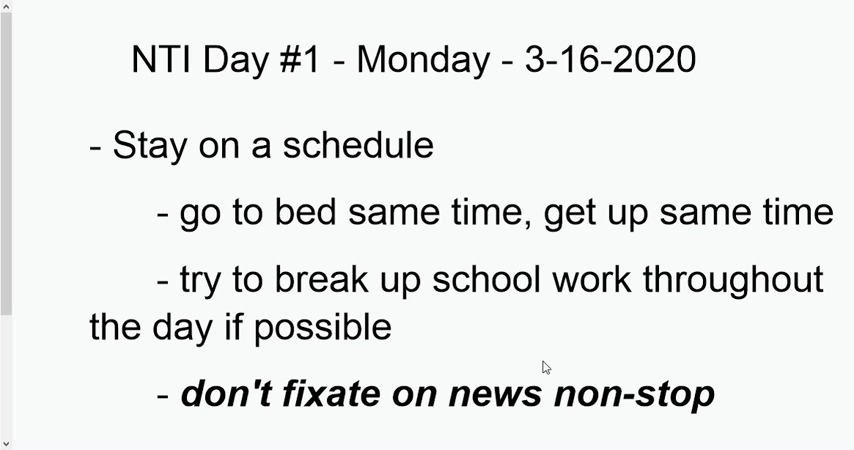 NTI Day #1 - Monday - 3-16-2020
- Stay on a schedule
- go to bed same time, get up same time
- try to break up school work throughout
the day if possible
- don't fixate on news non-stop